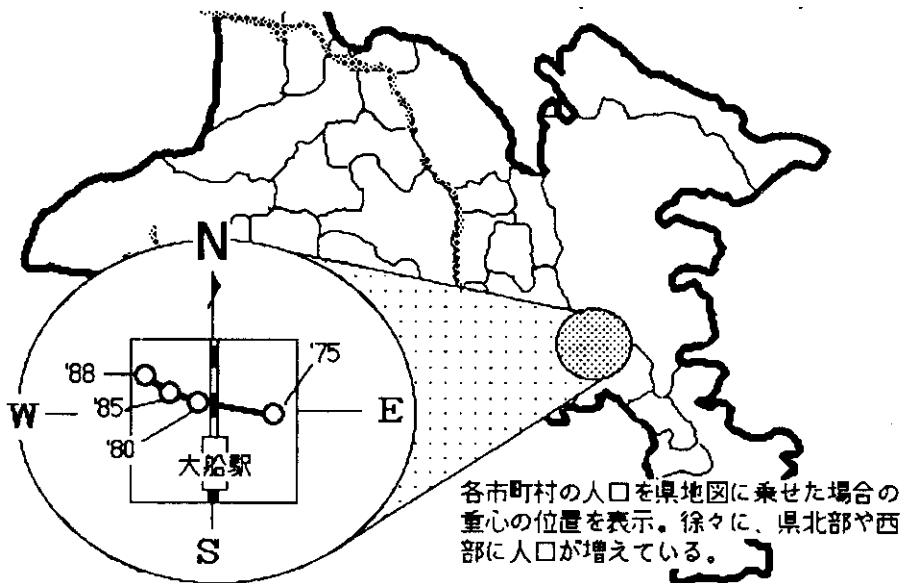 N
'88
'75
'85
W
E
'80
大船駅
S
各市町村の人口を県地図に乗せた場合の
重心の位置を表示。徐々に、県北部や西
部に人口が増えている。